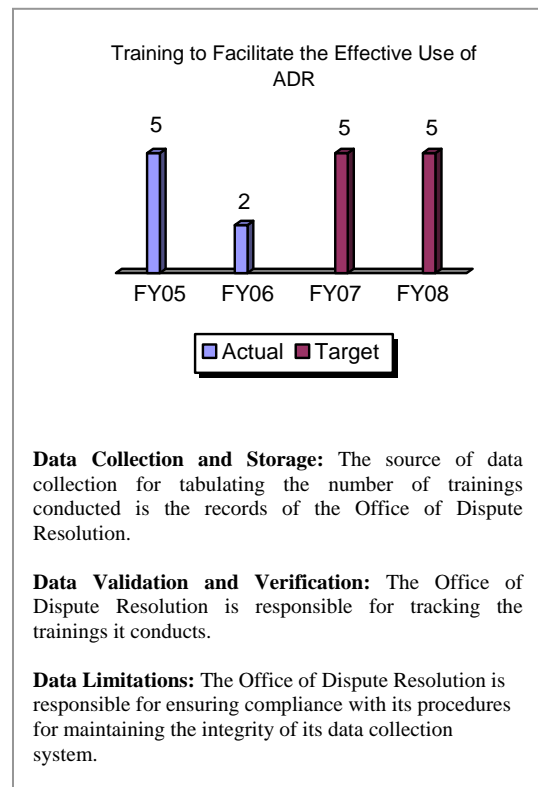 Training to Facilitate the Effective Use of
ADR
5
2
5
5
FY05 FY06 FY07 FY08
Actual Target
Data Collection and Storage: The source of data
collection for tabulating the number of trainings
conducted is the records of the Office of Dispute
Resolution.
Data Validation and Verification: The Office of
Dispute Resolution is responsible for tracking the
trainings it conducts.
Data Limitations: The Office of Dispute Resolution is
responsible for ensuring compliance with its procedures
for maintaining the integrity of its data collection
system.